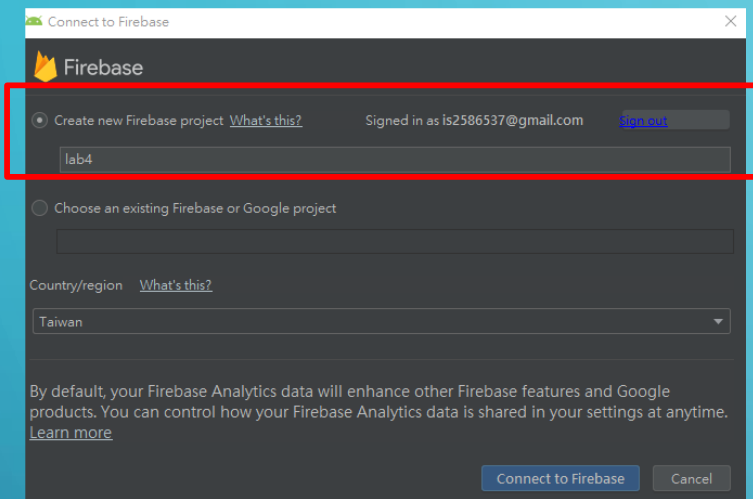 Connect to Firebase
Firebase
Create new Firebase project What's this? Signed in as is2586537@gmail.com Sign out
lab4
Choose an existing Firebase or Google project
Country/region What's this?
Taiwan
By default, your Firebase Analytics data will enhance other Firebase features and Google
products. You can control how your Firebase Analytics data is shared in your settings at anytime.
Learn more
Connect to Firebase Cancel